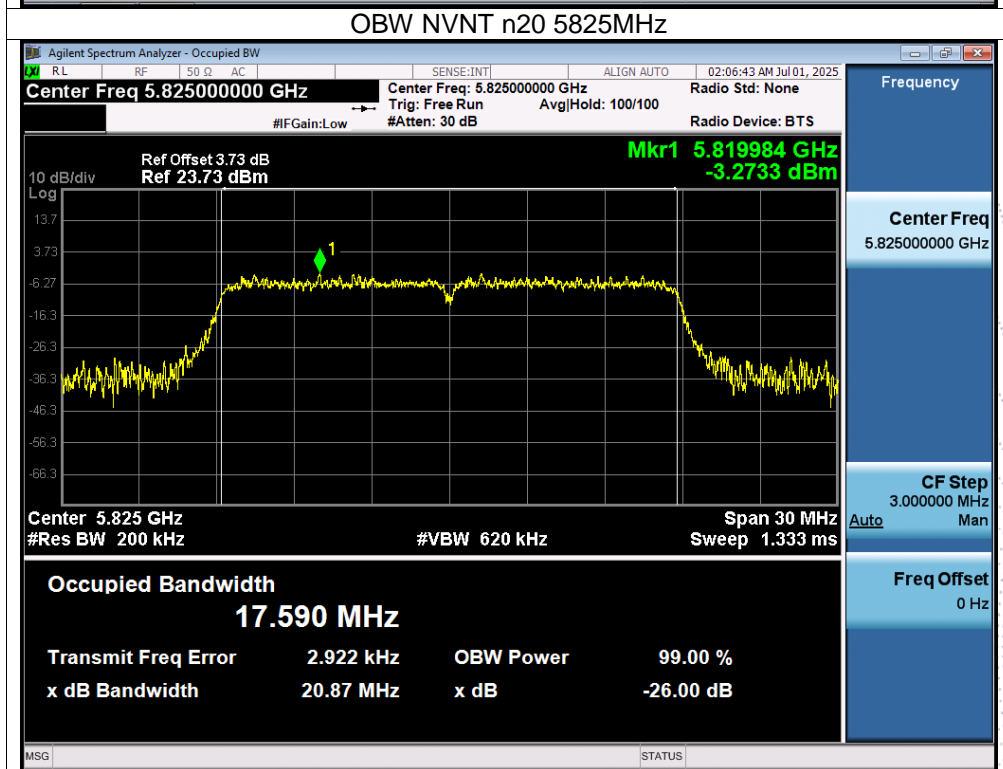 OBW NVNT n20 5825MHz
Agilent Spectrum Analyzer - Occupied BW
LXI RL RF 50 Ω AC SENSE:INT ALIGN AUTO 02:06:43 AM Jul 01, 2025
Center Freq 5.825000000 GHz Center Freq: 5.825000000 GHz Radio Std: None
Trig: Free Run Avg|Hold: 100/100
#IFGain:Low #Atten: 30 dB Radio Device: BTS
Frequency
Mkr1 5.819984 GHz
-3.2733 dBm
Ref Offset 3.73 dB
10 dB/div Ref 23.73 dBm
Log
13.7
3.73
1
-6.27
-16.3
-26.3
-36.3
-46.3
-56.3
-66.3
Center 5.825 GHz Span 30 MHz
#Res BW 200 kHz #VBW 620 kHz Sweep 1.333 ms
Center Freq
5.825000000 GHz
CF Step
3.000000 MHz
Auto Man
Freq Offset
0 Hz
Occupied Bandwidth
17.590 MHz
Transmit Freq Error 2.922 kHz OBW Power 99.00 %
x dB Bandwidth 20.87 MHz x dB -26.00 dB
MSG STATUS